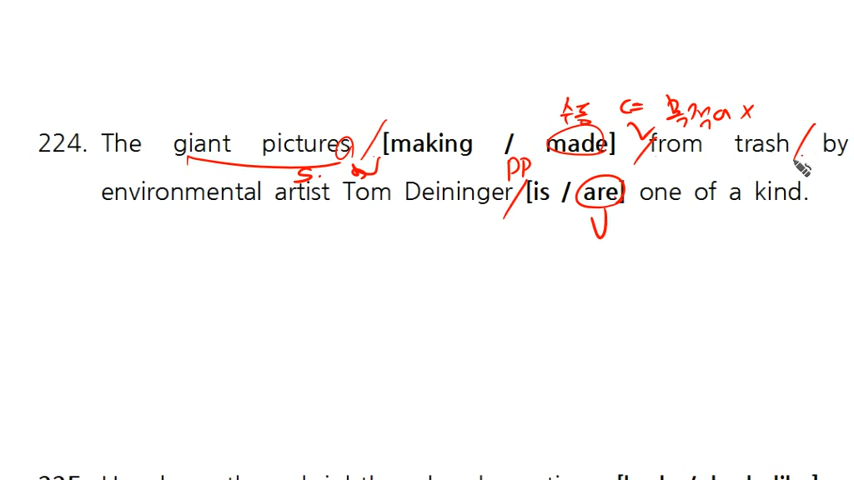 수동 <= 목적어 x
224. The giant pictures [making / made] from trash by
S. pp
environmental artist Tom Deininger [is / are] one of a kind.
V